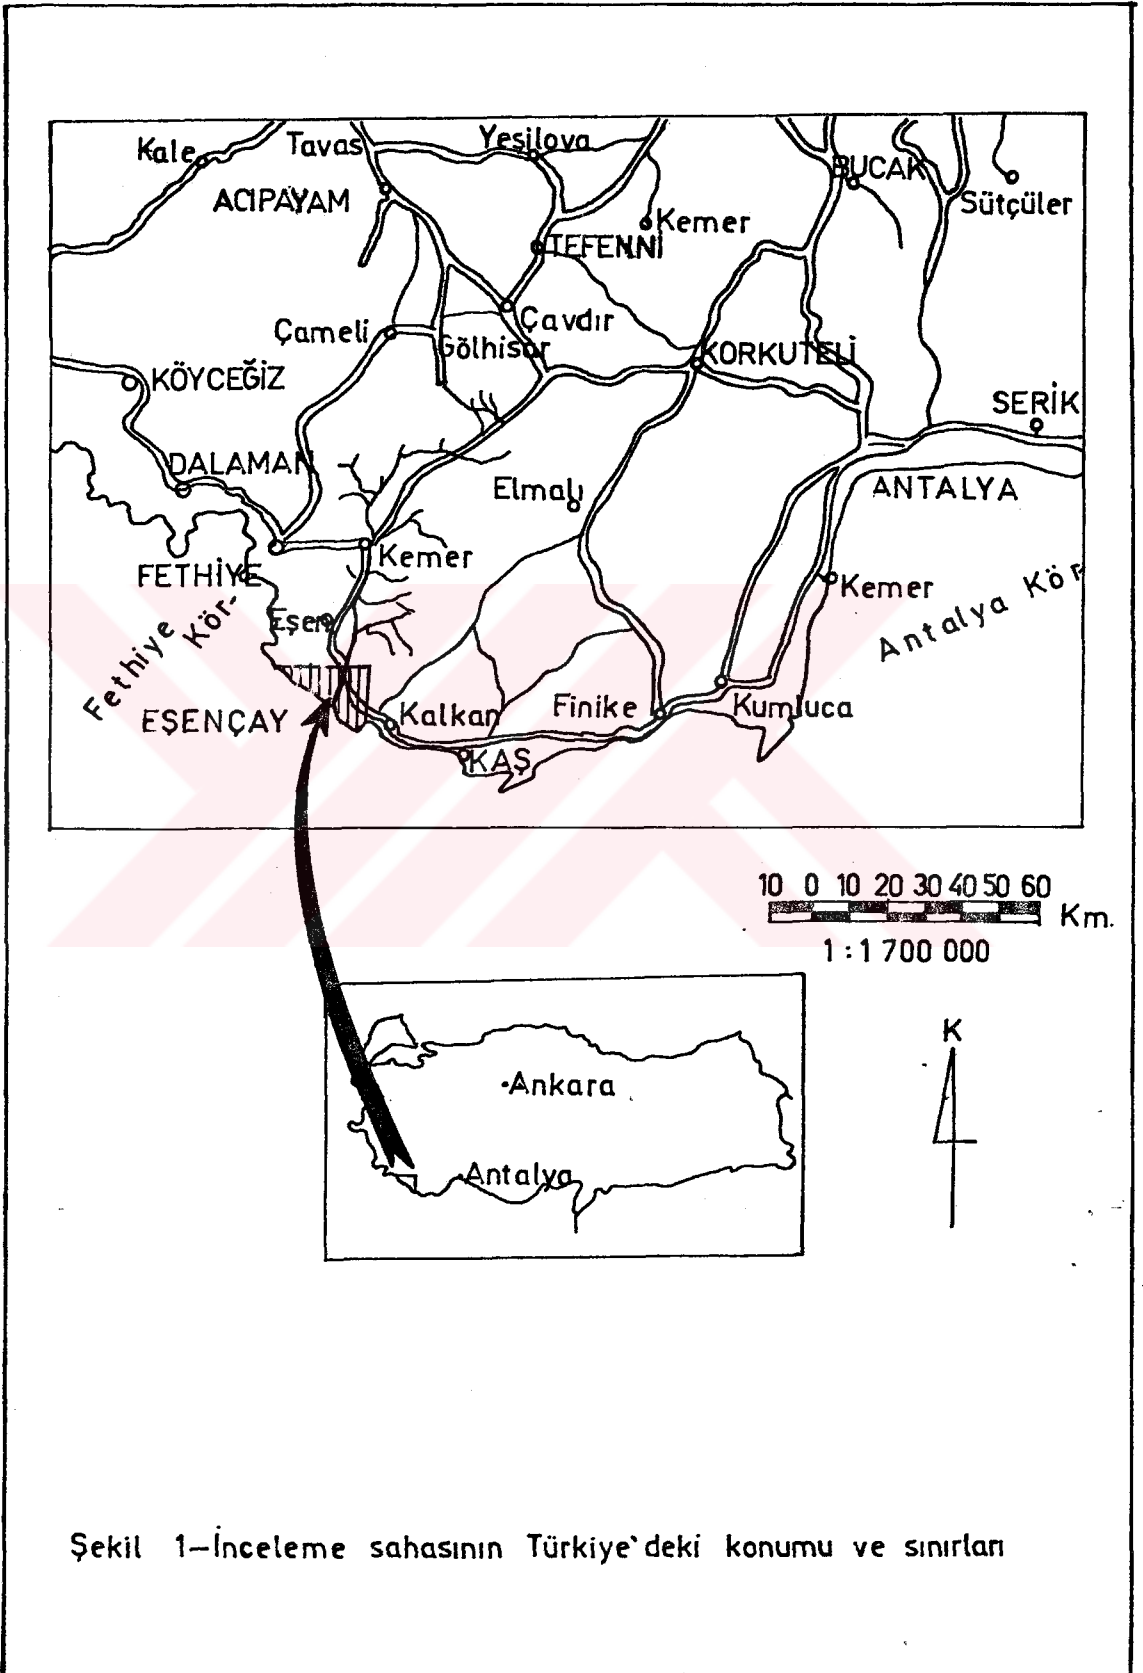 Kale
Tavas
Yeşilova
BUCAK
ACIPAYAM
Sütçüler
Kemer
TEFENNİ
Çavdır
Çameli
Gölhisar
KORKUTELİ
KÖYCEĞİZ
SERİK
DALAMAN
Elmalı
ANTALYA
Kemer
FETHİYE
Kemer
Antalya Kör
Fethiye Kör-
Eşen
EŞENÇAY
Kalkan
Finike
Kumluca
KAŞ
10 0 10 20 30 40 50 60
Km.
1:1 700 000
K
Ankara
Antalya
Şekil 1-İnceleme sahasının Türkiye'deki konumu ve sınırları